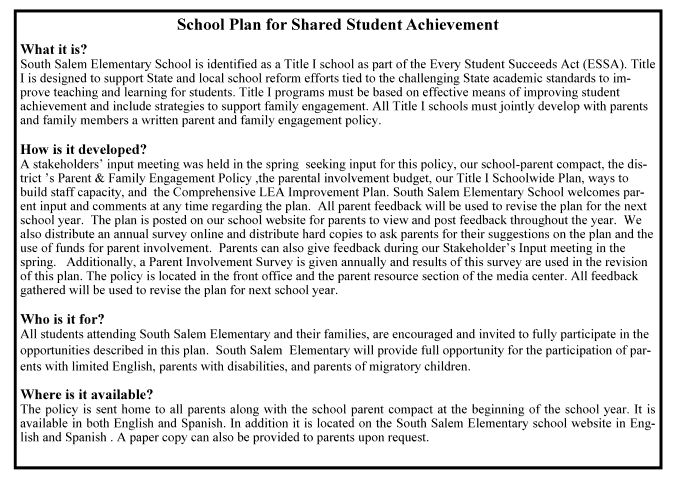 School Plan for Shared Student Achievement
What it is?
South Salem Elementary School is identified as a Title I school as part of the Every Student Succeeds Act (ESSA). Title
I is designed to support State and local school reform efforts tied to the challenging State academic standards to im-
prove teaching and learning for students. Title I programs must be based on effective means of improving student
achievement and include strategies to support family engagement. All Title I schools must jointly develop with parents
and family members a written parent and family engagement policy.
How is it developed?
A stakeholders' input meeting was held in the spring  seeking input for this policy, our school-parent compact, the dis-
trict 's Parent & Family Engagement Policy ,the parental involvement budget, our Title I Schoolwide Plan, ways to
build staff capacity, and  the Comprehensive LEA Improvement Plan. South Salem Elementary School welcomes par-
ent input and comments at any time regarding the plan.  All parent feedback will be used to revise the plan for the next
school year.  The plan is posted on our school website for parents to view and post feedback throughout the year.  We
also distribute an annual survey online and distribute hard copies to ask parents for their suggestions on the plan and the
use of funds for parent involvement.  Parents can also give feedback during our Stakeholder's Input meeting in the
spring.   Additionally, a Parent Involvement Survey is given annually and results of this survey are used in the revision
of this plan. The policy is located in the front office and the parent resource section of the media center. All feedback
gathered will be used to revise the plan for next school year.
Who is it for?
All students attending South Salem Elementary and their families, are encouraged and invited to fully participate in the
opportunities described in this plan.  South Salem  Elementary will provide full opportunity for the participation of par-
ents with limited English, parents with disabilities, and parents of migratory children.
Where is it available?
The policy is sent home to all parents along with the school parent compact at the beginning of the school year. It is
available in both English and Spanish. In addition it is located on the South Salem Elementary school website in Eng-
lish and Spanish . A paper copy can also be provided to parents upon request.